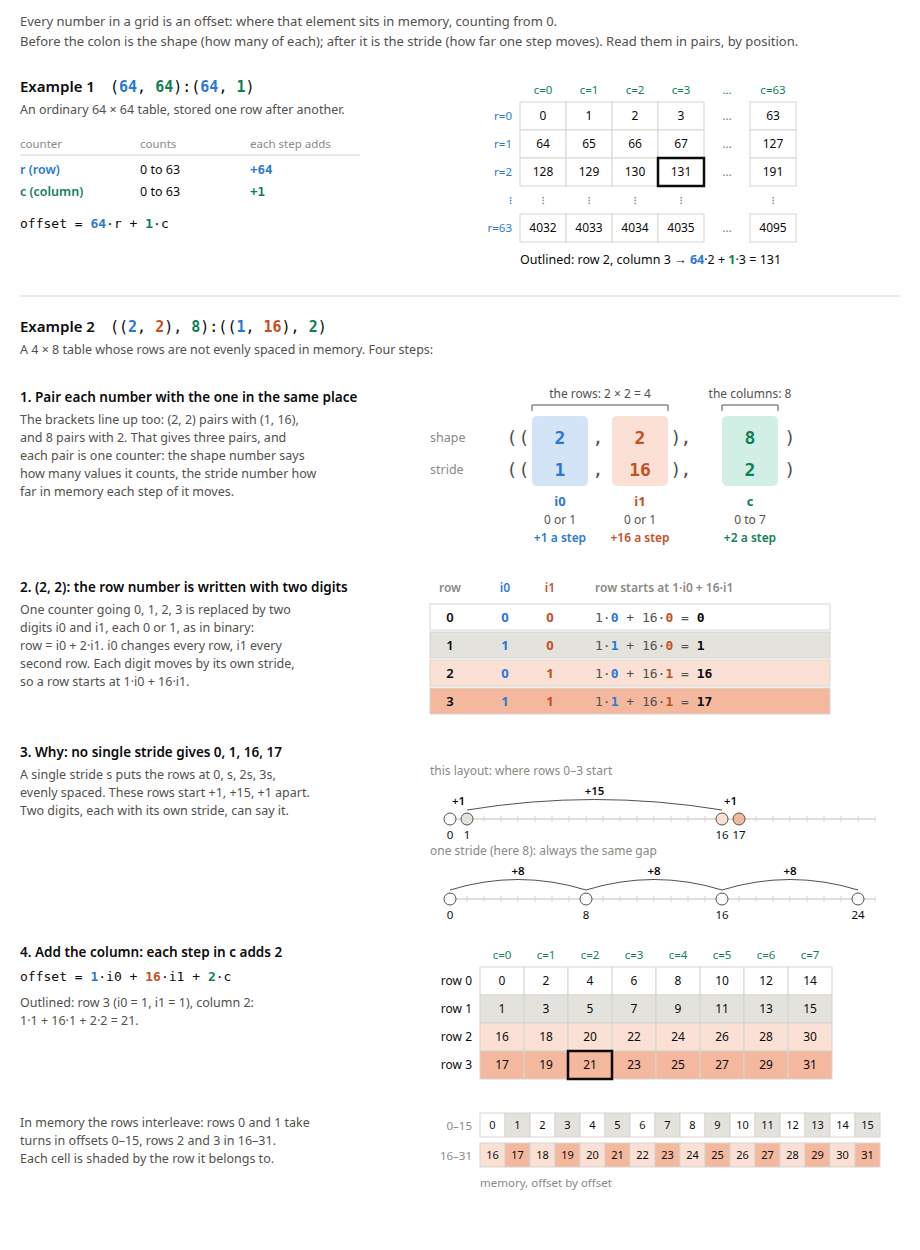 Every number in a grid is an offset: where that element sits in memory, counting from 0.
Before the colon is the shape (how many of each); after it is the stride (how far one step moves). Read them in pairs, by position.
Example 1 (64, 64):(64, 1)
An ordinary 64 × 64 table, stored one row after another.
counter counts each step adds
r (row) 0 to 63 +64
c (column) 0 to 63 +1
offset = 64·r + 1·c
c=0 c=1 c=2 c=3 ... c=63
r=0 0 1 2 3 ... 63
r=1 64 65 66 67 ... 127
r=2 128 129 130 131 ... 191
⋮ ⋮ ⋮ ⋮ ⋮ ⋮
r=63 4032 4033 4034 4035 ... 4095
Outlined: row 2, column 3 → 64·2 + 1·3 = 131
Example 2 ((2, 2), 8):((1, 16), 2)
A 4 × 8 table whose rows are not evenly spaced in memory. Four steps:
1. Pair each number with the one in the same place
The brackets line up too: (2, 2) pairs with (1, 16),
and 8 pairs with 2. That gives three pairs, and
each pair is one counter: the shape number says
how many values it counts, the stride number how
far in memory each step of it moves.
the rows: 2 × 2 = 4 the columns: 8
shape ((2, 2), 8)
stride ((1, 16), 2)
i0 i1 c
0 or 1 0 or 1 0 to 7
+1 a step +16 a step +2 a step
2. (2, 2): the row number is written with two digits
One counter going 0, 1, 2, 3 is replaced by two
digits i0 and i1, each 0 or 1, as in binary:
row = i0 + 2·i1. i0 changes every row, i1 every
second row. Each digit moves by its own stride,
so a row starts at 1·i0 + 16·i1.
row i0 i1 row starts at 1·i0 + 16·i1
0 0 0 1·0 + 16·0 = 0
1 1 0 1·1 + 16·0 = 1
2 0 1 1·0 + 16·1 = 16
3 1 1 1·1 + 16·1 = 17
3. Why: no single stride gives 0, 1, 16, 17
A single stride s puts the rows at 0, s, 2s, 3s,
evenly spaced. These rows start +1, +15, +1 apart.
Two digits, each with its own stride, can say it.
this layout: where rows 0–3 start
+1 +15 +1
0 1 16 17
one stride (here 8): always the same gap
+8 +8 +8
0 8 16 24
4. Add the column: each step in c adds 2
offset = 1·i0 + 16·i1 + 2·c
Outlined: row 3 (i0 = 1, i1 = 1), column 2:
1·1 + 16·1 + 2·2 = 21.
c=0 c=1 c=2 c=3 c=4 c=5 c=6 c=7
row 0 0 2 4 6 8 10 12 14
row 1 1 3 5 7 9 11 13 15
row 2 16 18 20 22 24 26 28 30
row 3 17 19 21 23 25 27 29 31
In memory the rows interleave: rows 0 and 1 take
turns in offsets 0–15, rows 2 and 3 in 16–31.
Each cell is shaded by the row it belongs to.
0–15 0 1 2 3 4 5 6 7 8 9 10 11 12 13 14 15
16–31 16 17 18 19 20 21 22 23 24 25 26 27 28 29 30 31
memory, offset by offset